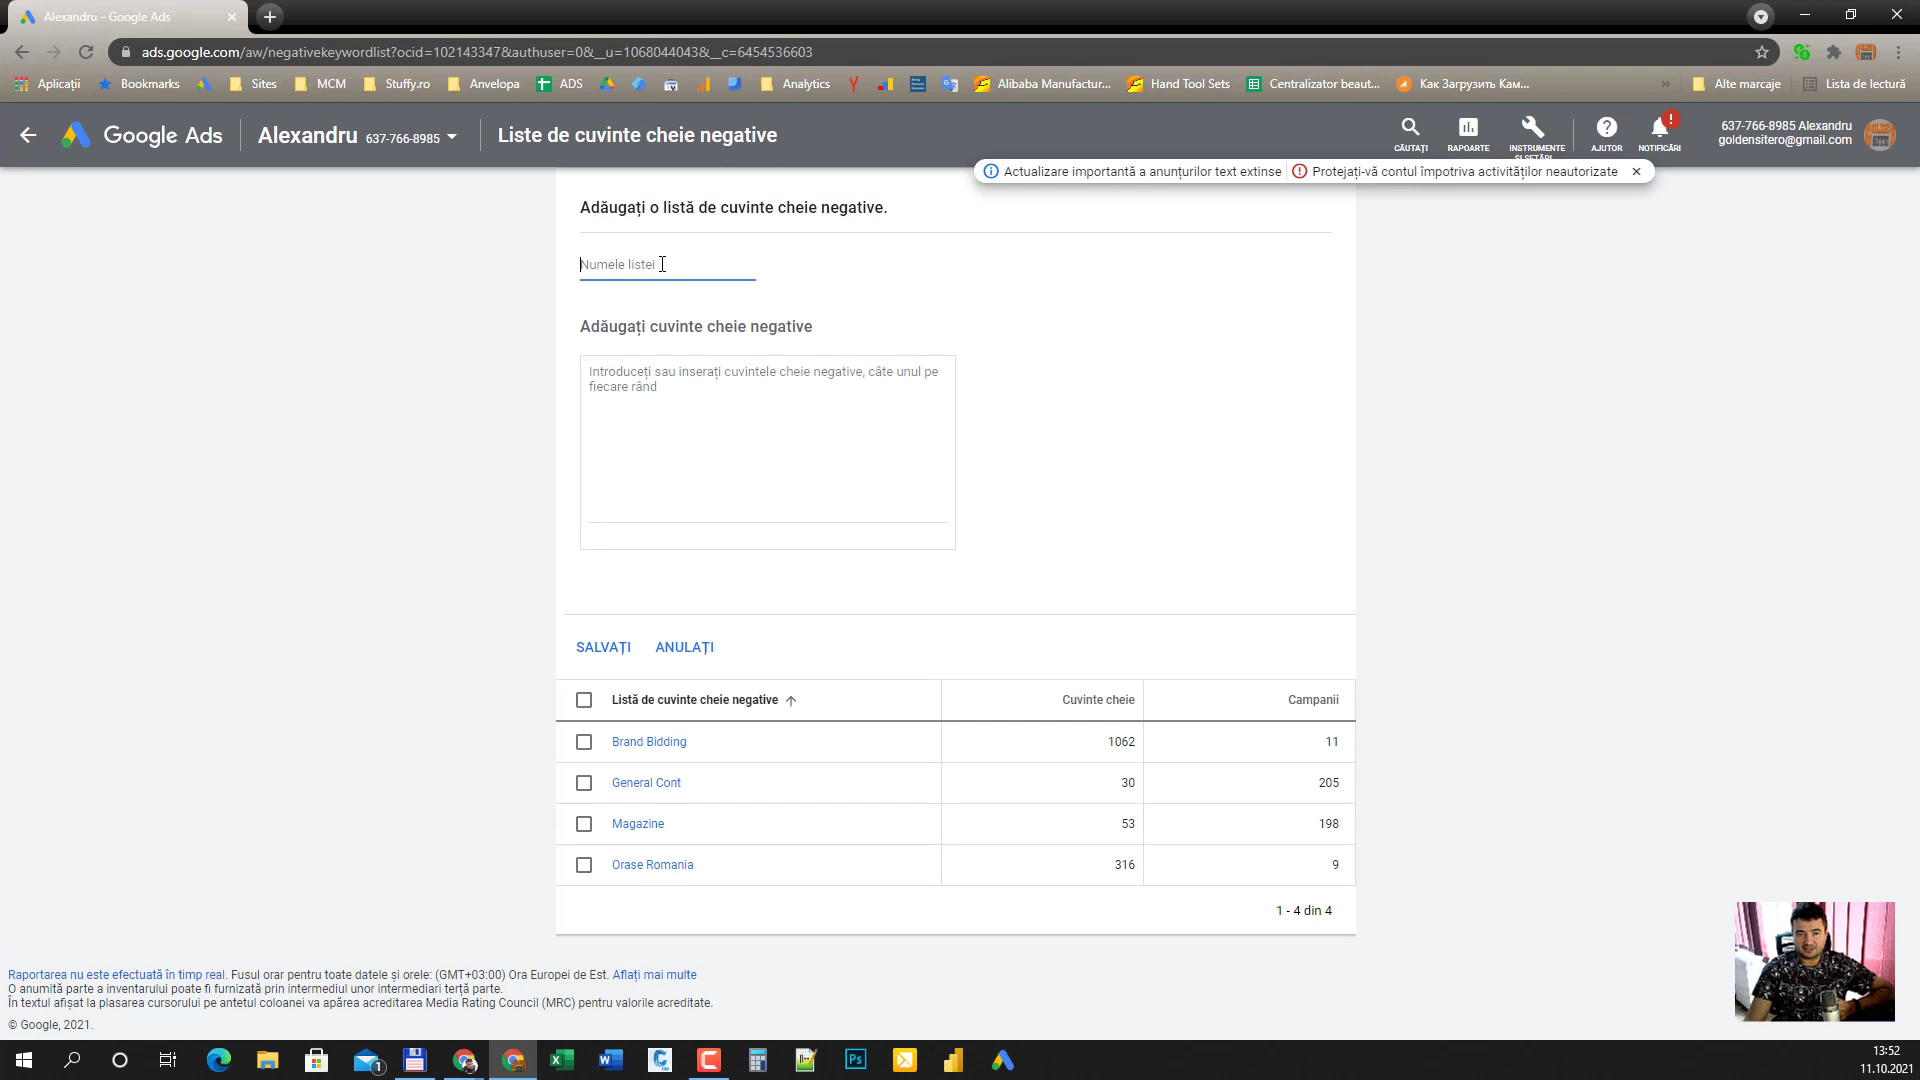 Alexandru - Google Ads
ads.google.com/aw/negativekeywordlist?ocid=102143347&authuser=0&__u=1068044043&__c=6454536603
Aplicații Bookmarks Sites MCM Stuffy.ro Anvelopa ADS Analytics Alibaba Manufactur... Hand Tool Sets Centralizator beaut... Как Загрузить Кам... » Alte marcaje Lista de lectură
Google Ads Alexandru 637-766-8985 Liste de cuvinte cheie negative
CĂUTAȚI RAPOARTE INSTRUMENTE ȘI SETĂRI AJUTOR NOTIFICĂRI
637-766-8985 Alexandru
goldensitero@gmail.com
Actualizare importantă a anunțurilor text extinse Protejați-vă contul împotriva activităților neautorizate
Adăugați o listă de cuvinte cheie negative.
Numele listei
Adăugați cuvinte cheie negative
Introduceți sau inserați cuvintele cheie negative, câte unul pe
fiecare rând
SALVAȚI ANULAȚI
Listă de cuvinte cheie negative Cuvinte cheie Campanii
Brand Bidding 1062 11
General Cont 30 205
Magazine 53 198
Orase Romania 316 9
1 - 4 din 4
Raportarea nu este efectuată în timp real. Fusul orar pentru toate datele și orele: (GMT+03:00) Ora Europei de Est. Aflați mai multe
O anumită parte a inventarului poate fi furnizată prin intermediul unor intermediari terță parte.
În textul afișat la plasarea cursorului pe antetul coloanei va apărea acreditarea Media Rating Council (MRC) pentru valorile acreditate.
© Google, 2021.
13:52
11.10.2021